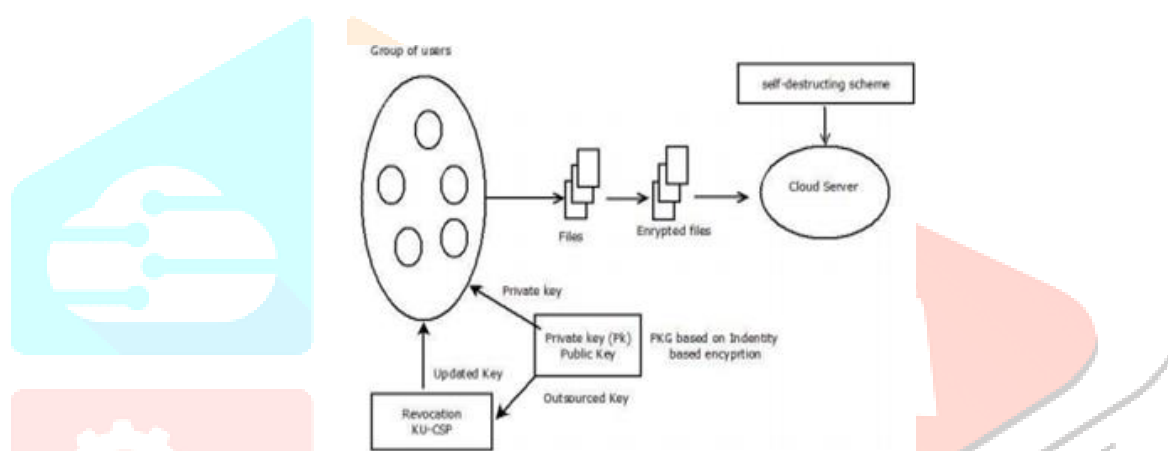 Group of users
self-destructing scheme
Cloud Server
Files
Enrypted files
Private key
Private key (Pk)
Public Key
PKG based on Indentity
based encyprtion
Updated Key
Outsourced Key
Revocation
KU-CSP